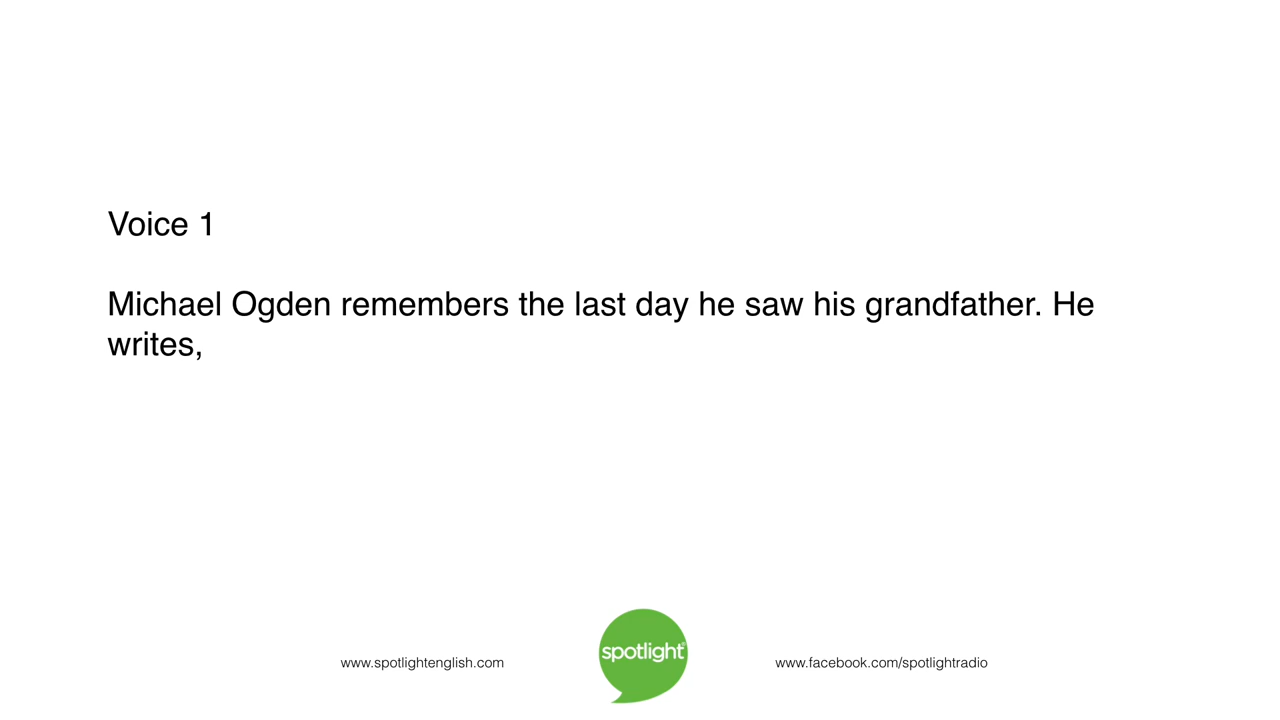 Voice 1
Michael Ogden remembers the last day he saw his grandfather. He
writes,
www.spotlightenglish.com
spotlight®
www.facebook.com/spotlightradio